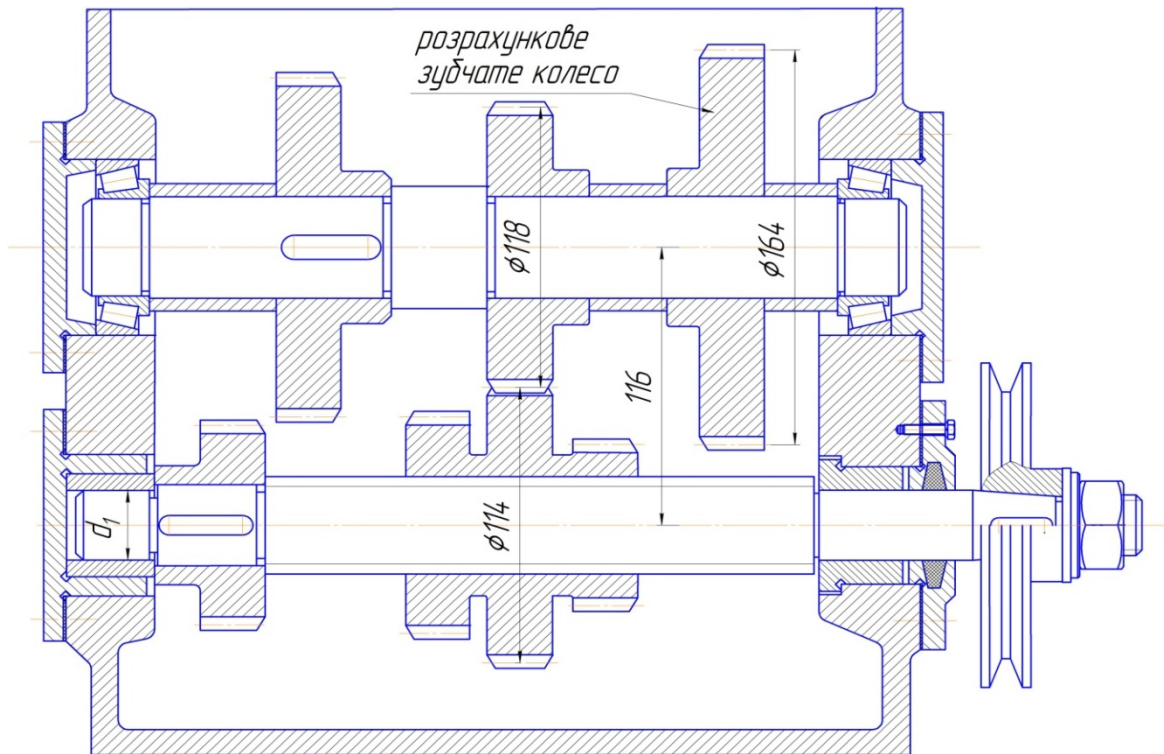 розрахункове
зубчате колесо
φ118
φ164
116
d₁
φ114